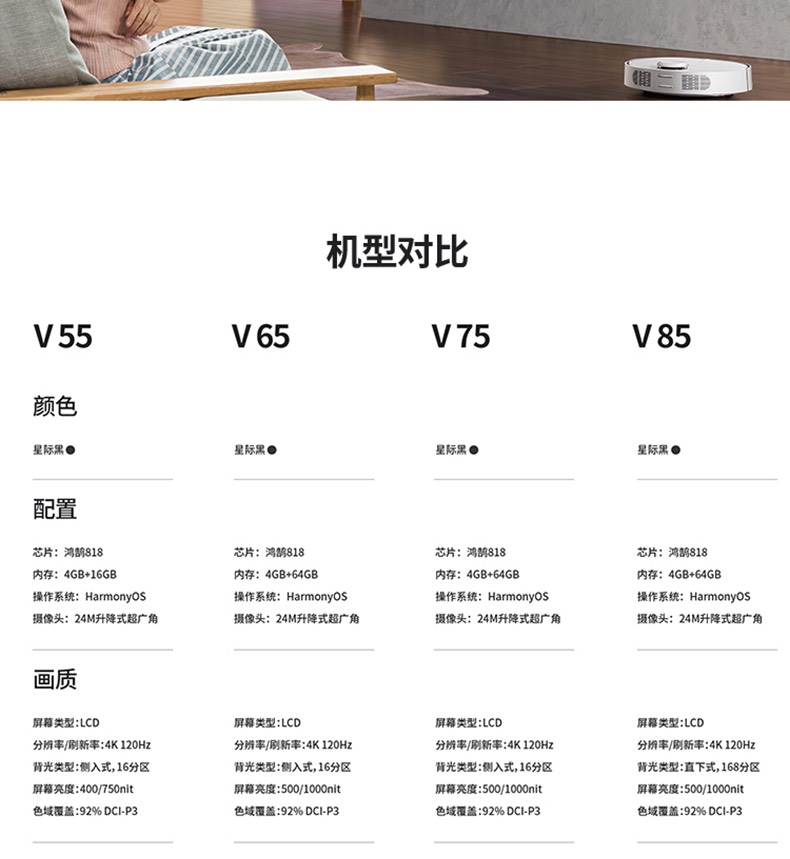 机型对比
V 55 V 65 V 75 V 85
颜色
星际黑 星际黑 星际黑 星际黑
配置
芯片：鸿鹄818 芯片：鸿鹄818 芯片：鸿鹄818 芯片：鸿鹄818
内存：4GB+16GB 内存：4GB+64GB 内存：4GB+64GB 内存：4GB+64GB
操作系统：HarmonyOS 操作系统：HarmonyOS 操作系统：HarmonyOS 操作系统：HarmonyOS
摄像头：24M升降式超广角 摄像头：24M升降式超广角 摄像头：24M升降式超广角 摄像头：24M升降式超广角
画质
屏幕类型:LCD 屏幕类型:LCD 屏幕类型:LCD 屏幕类型:LCD
分辨率/刷新率:4K 120Hz 分辨率/刷新率:4K 120Hz 分辨率/刷新率:4K 120Hz 分辨率/刷新率:4K 120Hz
背光类型:侧入式,16分区 背光类型:侧入式,16分区 背光类型:侧入式,16分区 背光类型:直下式,168分区
屏幕亮度:400/750nit 屏幕亮度:500/1000nit 屏幕亮度:500/1000nit 屏幕亮度:500/1000nit
色域覆盖:92% DCI-P3 色域覆盖:92% DCI-P3 色域覆盖:92% DCI-P3 色域覆盖:92% DCI-P3